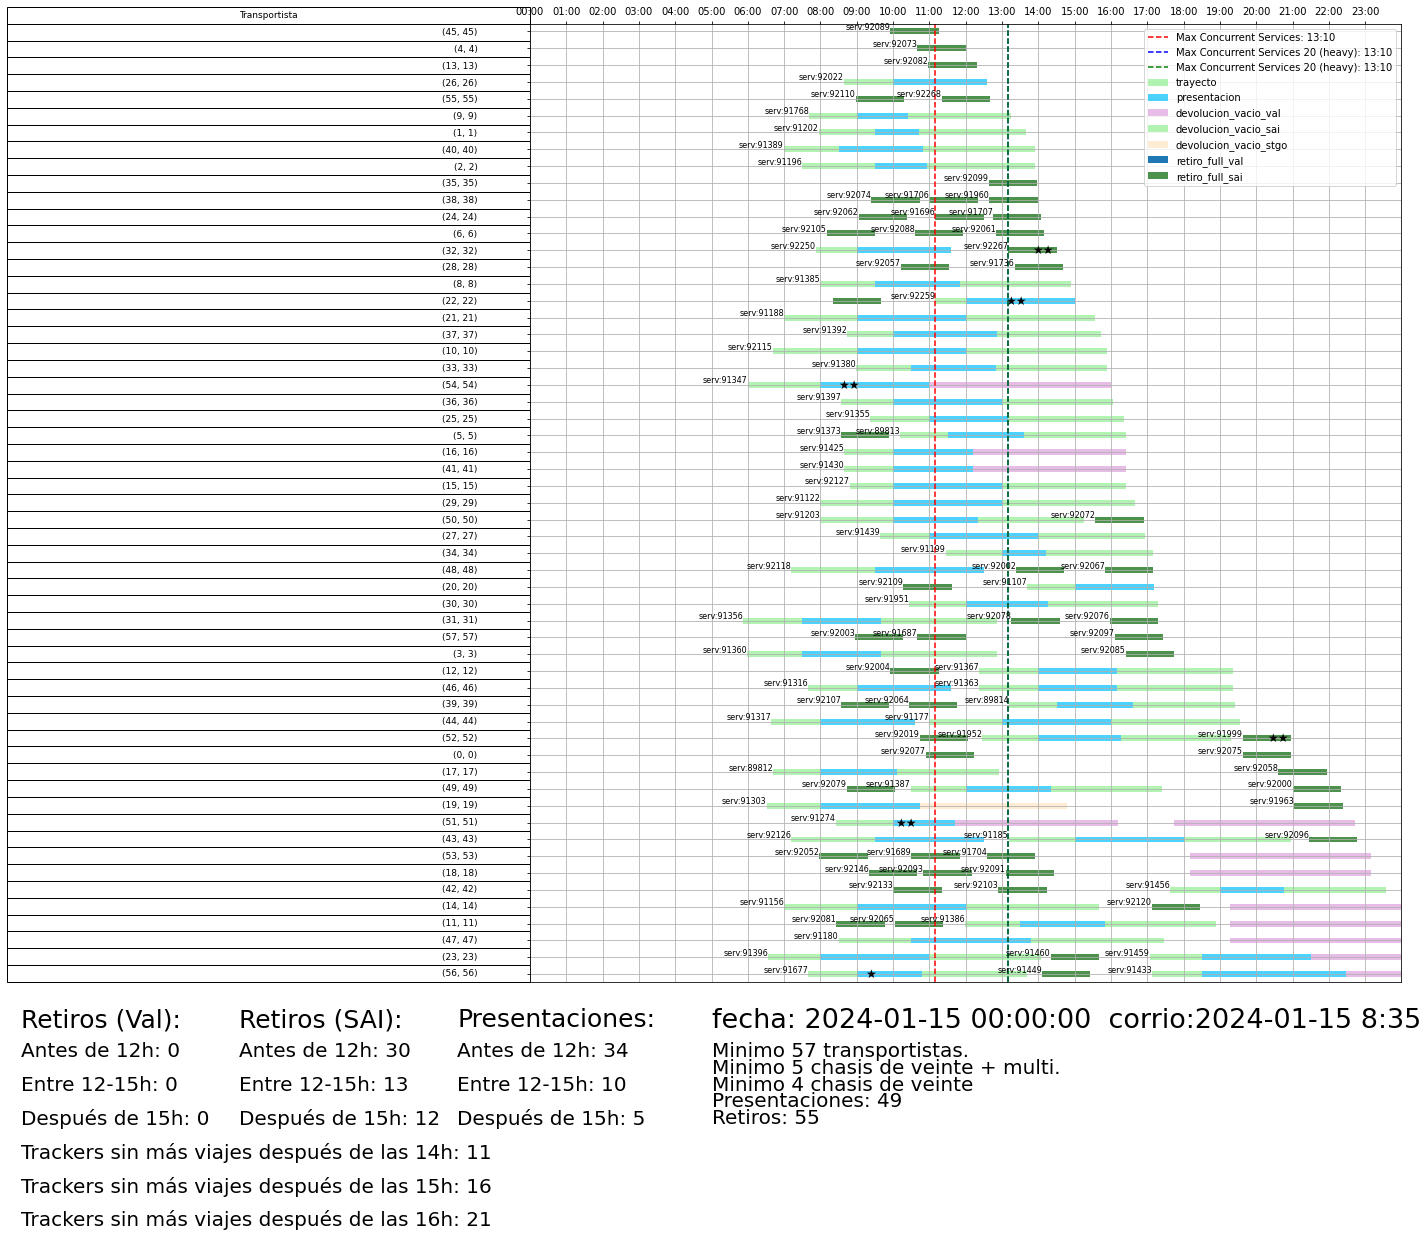 Transportista
00:00 01:00 02:00 03:00 04:00 05:00 06:00 07:00 08:00 09:00 10:00 11:00 12:00 13:00 14:00 15:00 16:00 17:00 18:00 19:00 20:00 21:00 22:00 23:00
Max Concurrent Services: 13:10
Max Concurrent Services 20 (heavy): 13:10
Max Concurrent Services 20 (heavy): 13:10
trayecto
presentacion
devolucion_vacio_val
devolucion_vacio_sai
devolucion_vacio_stgo
retiro_full_val
retiro_full_sai
(45, 45) serv:92089
(4, 4) serv:92073
(13, 13) serv:92082
(26, 26) serv:92022
(55, 55) serv:92110 serv:92268
(9, 9) serv:91768
(1, 1) serv:91202
(40, 40) serv:91389
(2, 2) serv:91196
(35, 35) serv:92099
(38, 38) serv:92074 serv:91706 serv:91960
(24, 24) serv:92062 serv:91696 serv:91707
(6, 6) serv:92105 serv:92088 serv:92061
(32, 32) serv:92250 serv:92267
(28, 28) serv:92057 serv:91736
(8, 8) serv:91385
(22, 22) serv:92259
(21, 21) serv:91188
(37, 37) serv:91392
(10, 10) serv:92115
(33, 33) serv:91380
(54, 54) serv:91347
(36, 36) serv:91397
(25, 25) serv:91355
(5, 5) serv:91373 serv:89813
(16, 16) serv:91425
(41, 41) serv:91430
(15, 15) serv:92127
(29, 29) serv:91122
(50, 50) serv:91203 serv:92072
(27, 27) serv:91439
(34, 34) serv:91199
(48, 48) serv:92118 serv:92002 serv:92067
(20, 20) serv:92109 serv:91107
(30, 30) serv:91951
(31, 31) serv:91356 serv:92078 serv:92076
(57, 57) serv:92003 serv:91687 serv:92097
(3, 3) serv:91360 serv:92085
(12, 12) serv:92004 serv:91367
(46, 46) serv:91316 serv:91363
(39, 39) serv:92107 serv:92064 serv:89814
(44, 44) serv:91317 serv:91177
(52, 52) serv:92019 serv:91952 serv:91999
(0, 0) serv:92077 serv:92075
(17, 17) serv:89812 serv:92058
(49, 49) serv:92079 serv:91387 serv:92000
(19, 19) serv:91303 serv:91963
(51, 51) serv:91274
(43, 43) serv:92126 serv:91185 serv:92096
(53, 53) serv:92052 serv:91689 serv:91704
(18, 18) serv:92146 serv:92093 serv:92091
(42, 42) serv:92133 serv:92103 serv:91456
(14, 14) serv:91156 serv:92120
(11, 11) serv:92081 serv:92065 serv:91386
(47, 47) serv:91180
(23, 23) serv:91396 serv:91460 serv:91459
(56, 56) serv:91677 serv:91449 serv:91433
Retiros (Val):
Antes de 12h: 0
Entre 12-15h: 0
Después de 15h: 0
Retiros (SAI):
Antes de 12h: 30
Entre 12-15h: 13
Después de 15h: 12
Presentaciones:
Antes de 12h: 34
Entre 12-15h: 10
Después de 15h: 5
Trackers sin más viajes después de las 14h: 11
Trackers sin más viajes después de las 15h: 16
Trackers sin más viajes después de las 16h: 21
fecha: 2024-01-15 00:00:00 corrio:2024-01-15 8:35
Minimo 57 transportistas.
Minimo 5 chasis de veinte + multi.
Minimo 4 chasis de veinte
Presentaciones: 49
Retiros: 55